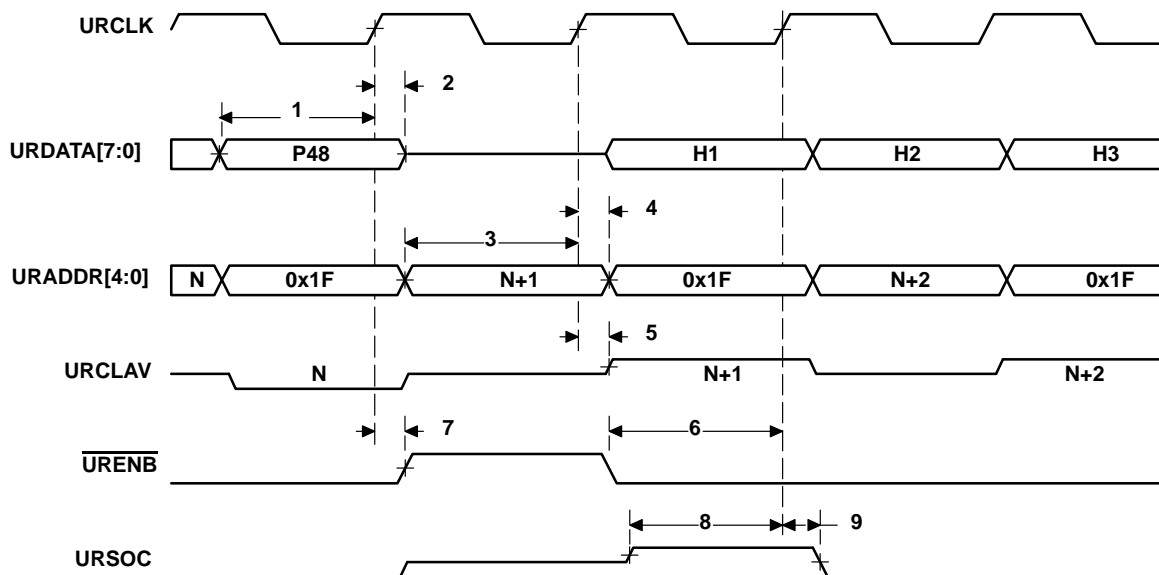 URCLK
2
1
URDATA[7:0] P48 H1 H2 H3
4
3
URADDR[4:0] N 0x1F N+1 0x1F N+2 0x1F
5
URCLAV N N+1 N+2
7 6
URENB
8 9
URSOC